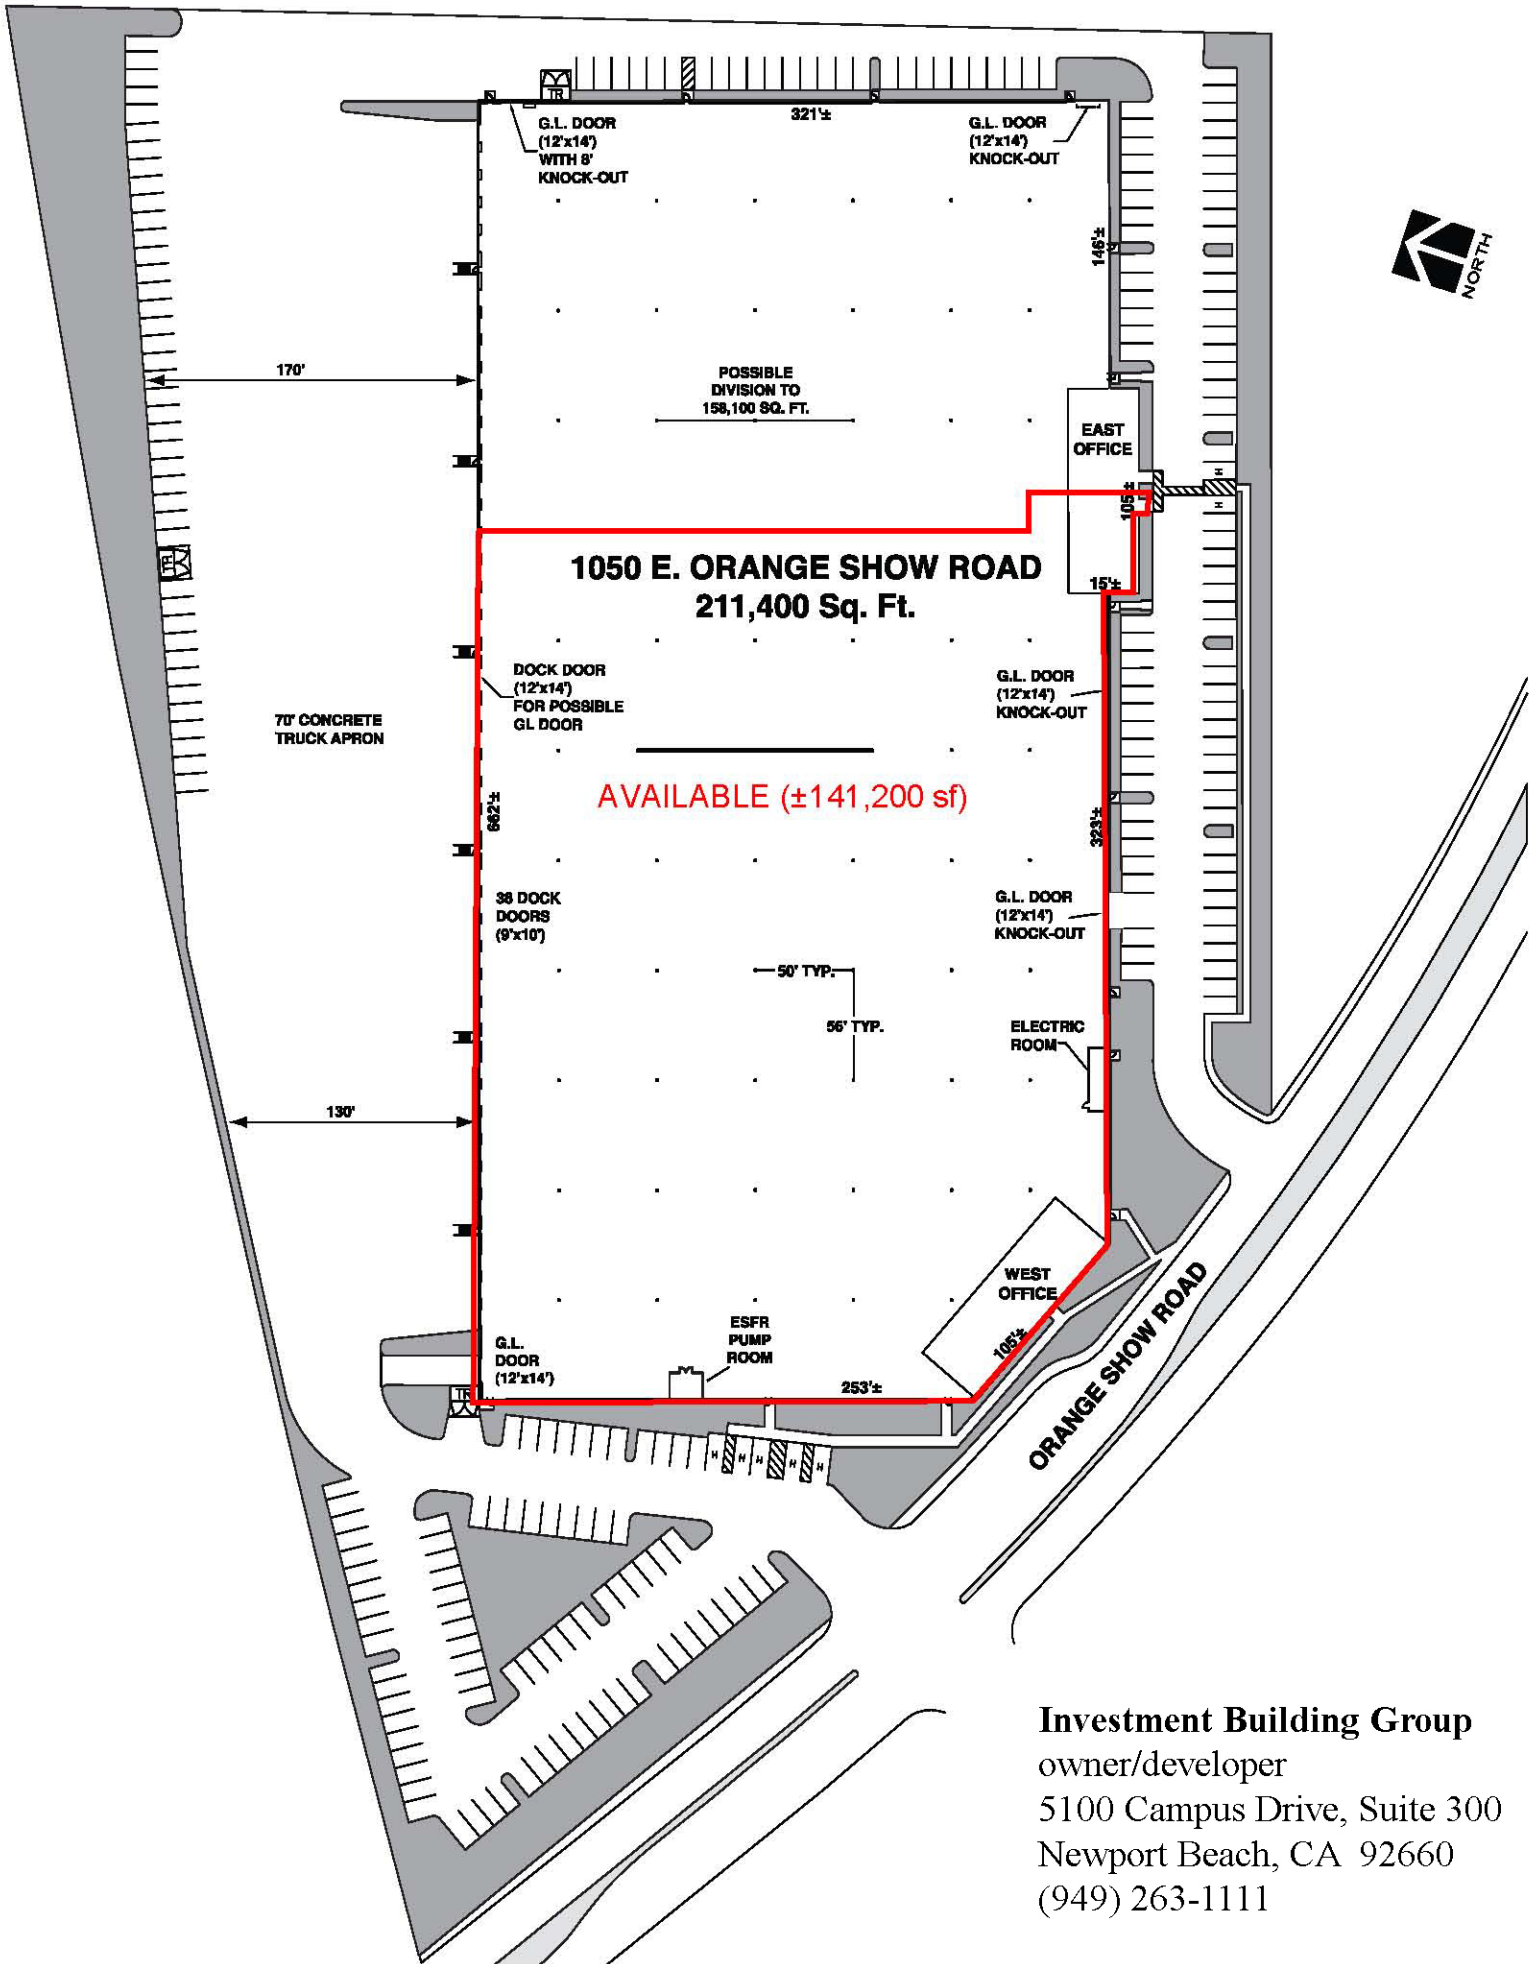 TR
321'±
G.L. DOOR
(12'x14')
WITH 8'
KNOCK-OUT
G.L. DOOR
(12'x14')
KNOCK-OUT
146'±
NORTH
170'
POSSIBLE
DIVISION TO
158,100 SQ. FT.
EAST
OFFICE
H
H
105'±
TR
1050 E. ORANGE SHOW ROAD
211,400 Sq. Ft.
15'±
DOCK DOOR
(12'x14')
FOR POSSIBLE
GL DOOR
G.L. DOOR
(12'x14')
KNOCK-OUT
70' CONCRETE
TRUCK APRON
AVAILABLE (±141,200 sf)
662'±
323'±
38 DOCK
DOORS
(9'x10')
G.L. DOOR
(12'x14')
KNOCK-OUT
50' TYP.
56' TYP.
ELECTRIC
ROOM
130'
WEST
OFFICE
ESFR
PUMP
ROOM
G.L.
DOOR
(12'x14')
105'±
253'±
TR
ORANGE SHOW ROAD
H
H
H
H
H
Investment Building Group
owner/developer
5100 Campus Drive, Suite 300
Newport Beach, CA 92660
(949) 263-1111